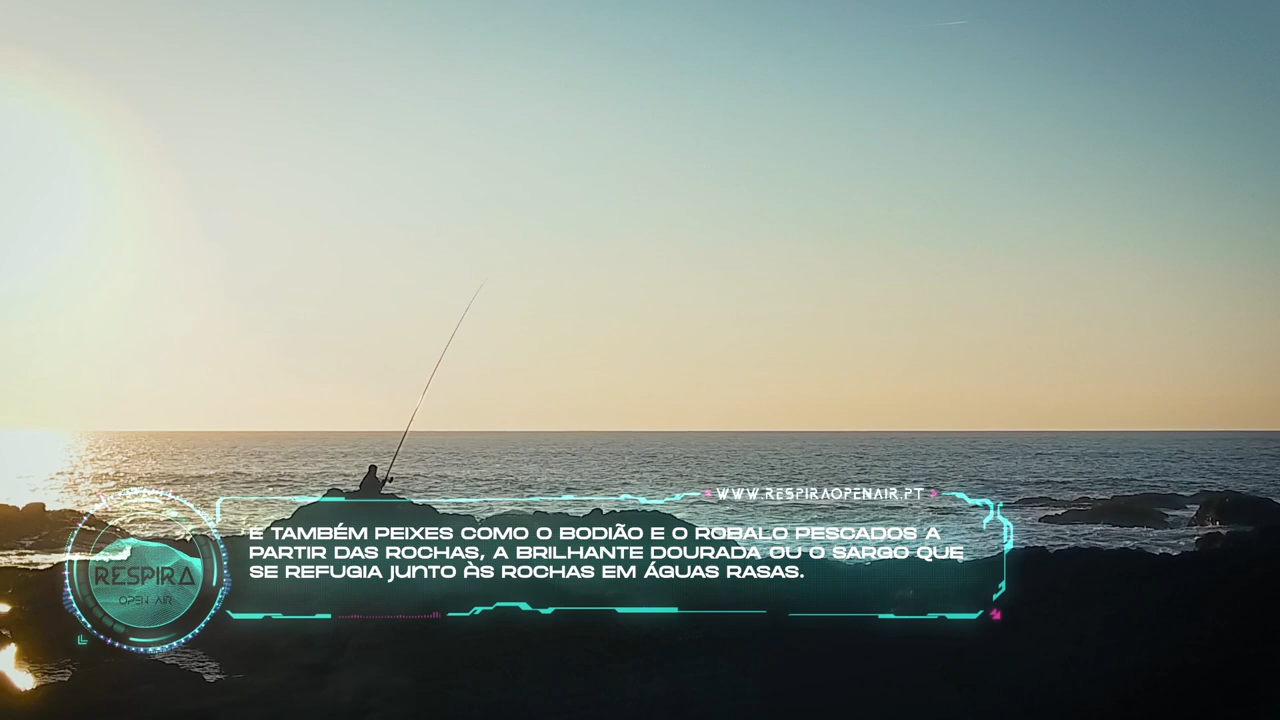 WWW.RESPIRAOPENAIR.PT
E TAMBÉM PEIXES COMO O BODIÃO E O ROBALO PESCADOS A
PARTIR DAS ROCHAS, A BRILHANTE DOURADA OU O SARGO QUE
SE REFUGIA JUNTO ÀS ROCHAS EM ÁGUAS RASAS.
RESPIRA
OPEN AIR